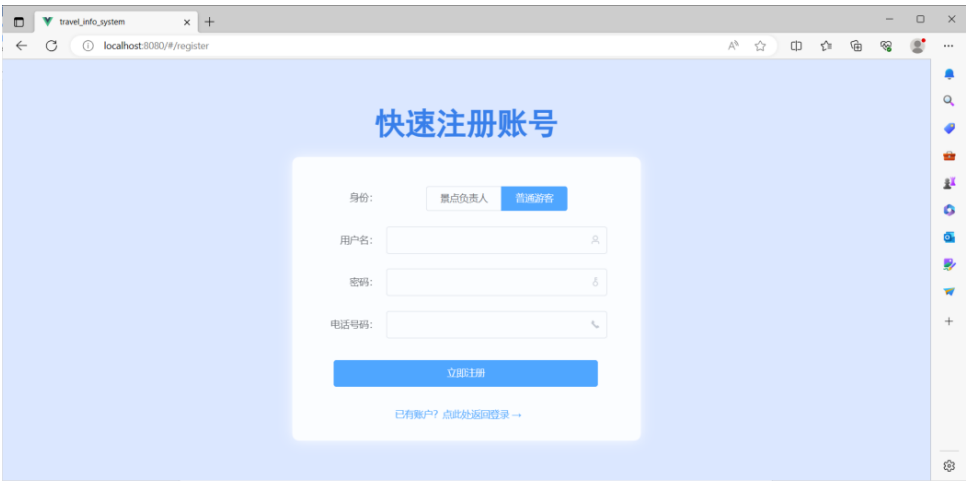 travel_info_system
localhost:8080/#/register
快速注册账号
身份: 景点负责人 普通游客
用户名:
密码:
电话号码:
立即注册
已有账户？点此处返回登录 →